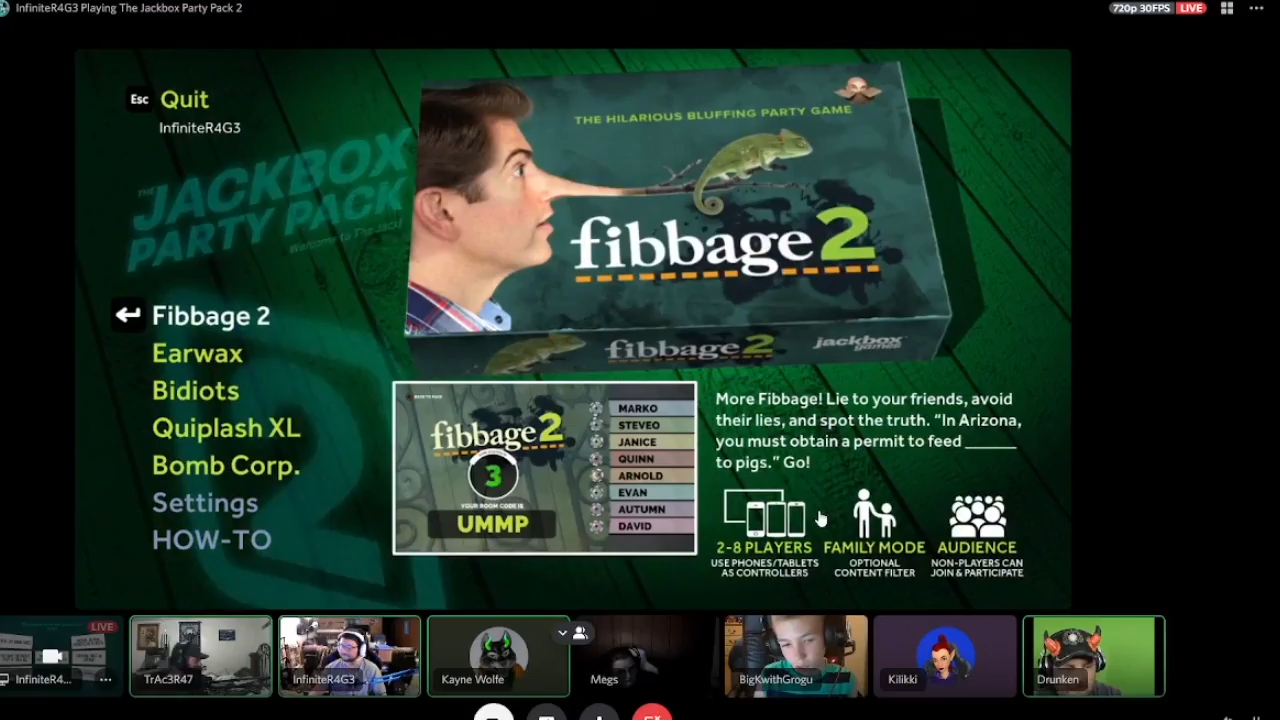 InfiniteR4G3 Playing The Jackbox Party Pack 2
720p 30FPS LIVE
Esc Quit
InfiniteR4G3
THE
JACKBOX
PARTY PACK
THE HILARIOUS BLUFFING PARTY GAME
fibbage 2
fibbage 2
jackbox
games
Fibbage 2
Earwax
Bidiots
Quiplash XL
Bomb Corp.
Settings
HOW-TO
fibbage 2
3
YOUR ROOM CODE IS
UMMP
MARKO
STEVEO
JANICE
QUINN
ARNOLD
EVAN
AUTUMN
DAVID
More Fibbage! Lie to your friends, avoid
their lies, and spot the truth. “In Arizona,
you must obtain a permit to feed ______
to pigs.” Go!
2-8 PLAYERS
USE PHONES/TABLETS
AS CONTROLLERS
FAMILY MODE
OPTIONAL
CONTENT FILTER
AUDIENCE
NON-PLAYERS CAN
JOIN & PARTICIPATE
LIVE
InfiniteR4...
TrAc3R47
InfiniteR4G3
Kayne Wolfe
Megs
BigKwithGrogu
Kilikki
Drunken